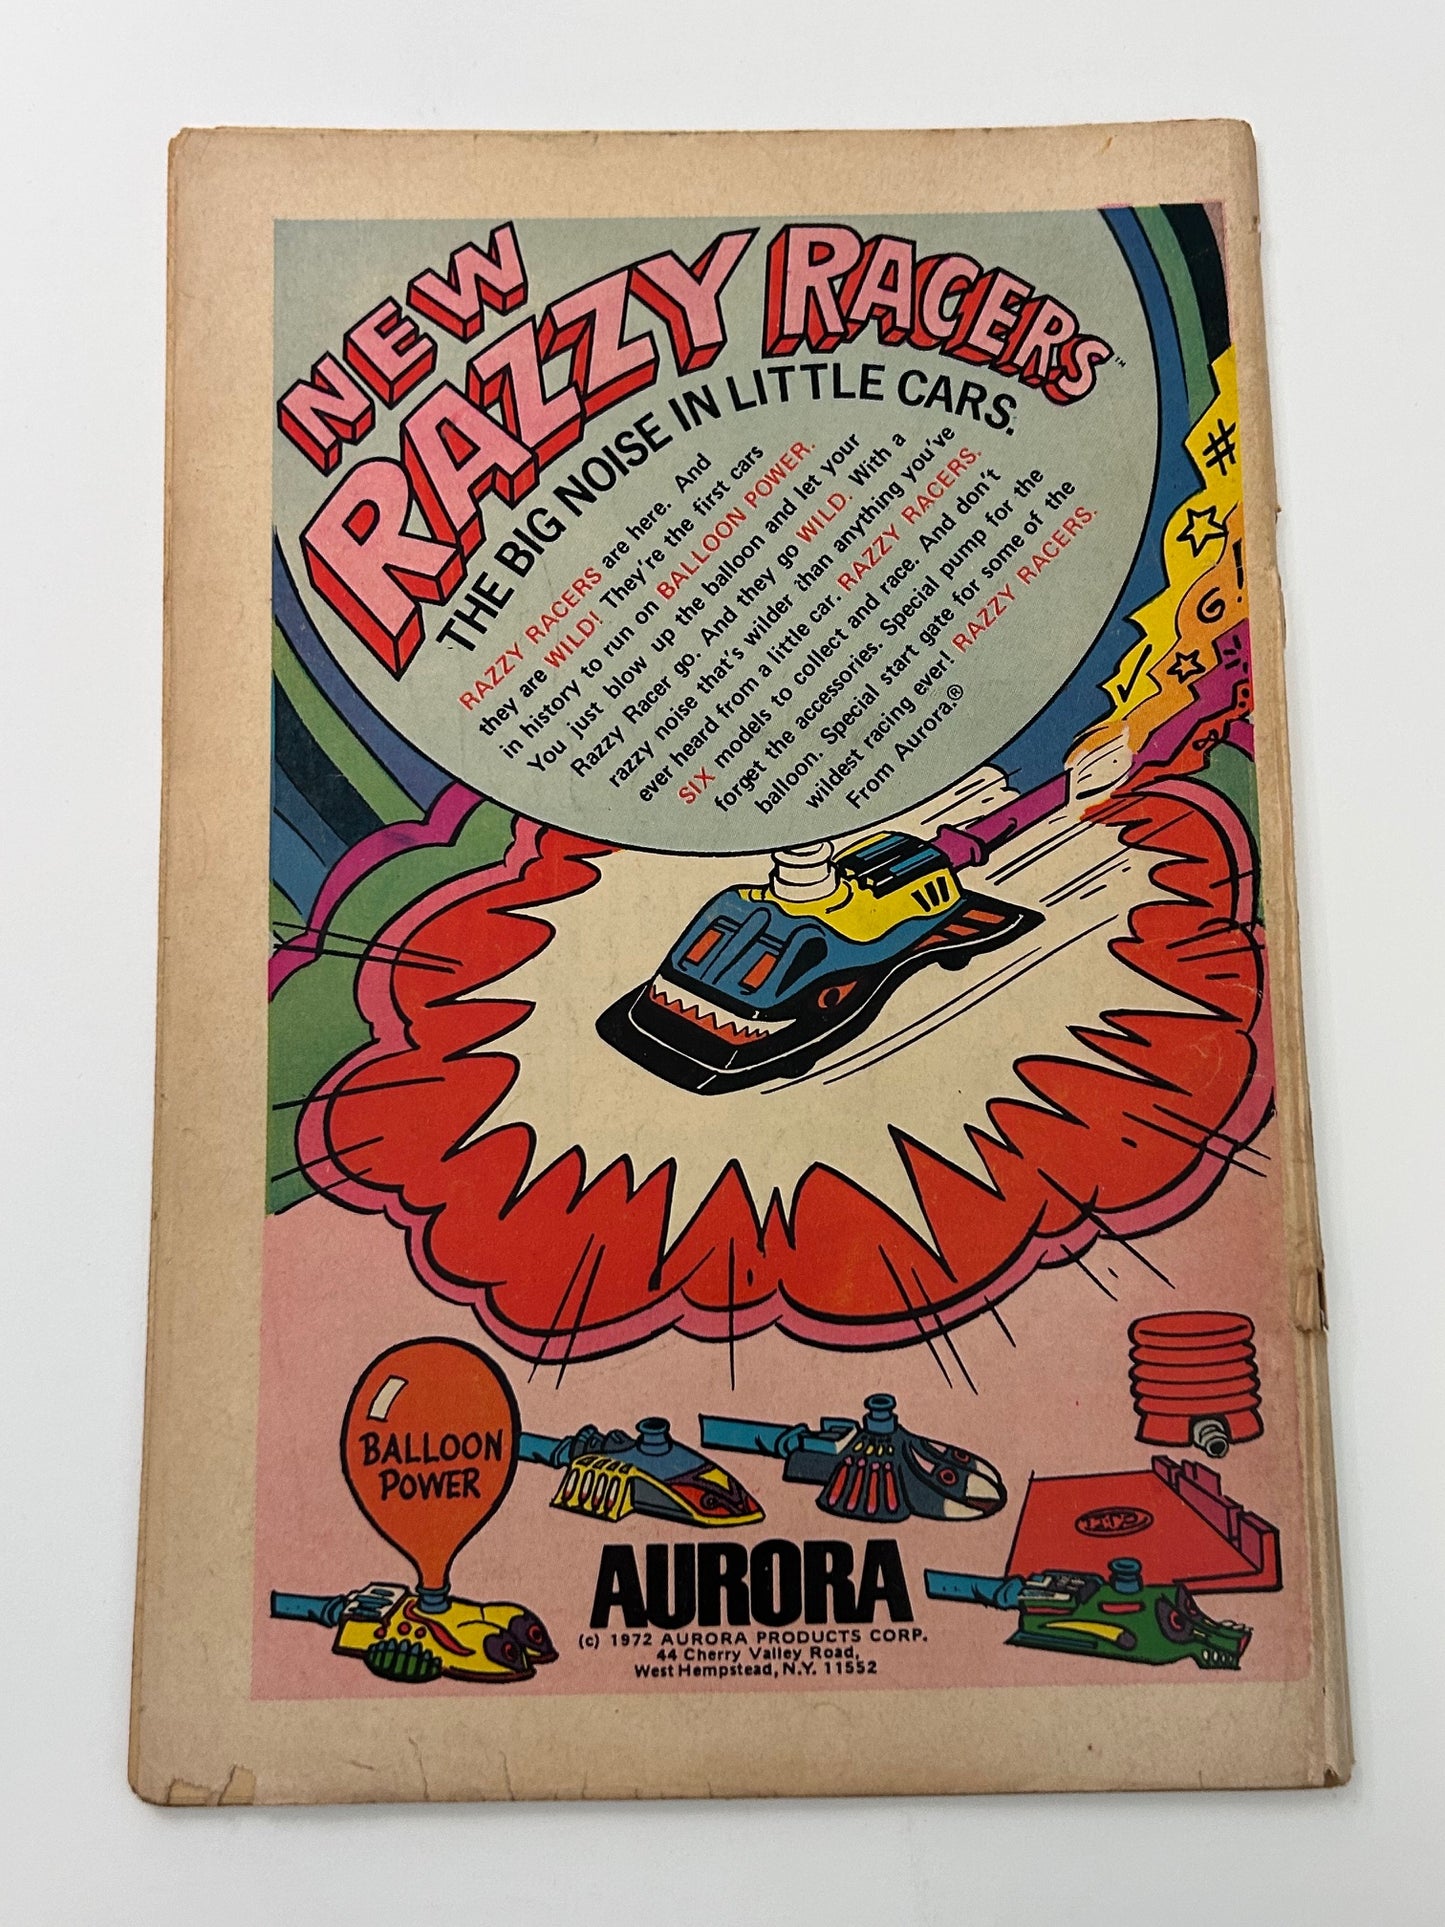 NEW
RAZZY RACERS™
THE BIG NOISE IN LITTLE CARS.
RAZZY RACERS are here. And
they are WILD! They're the first cars
in history to run on BALLOON POWER.
You just blow up the balloon and let your
Razzy Racer go. And they go WILD. With a
razzy noise that's wilder than anything you've
ever heard from a little car. RAZZY RACERS.
SIX models to collect and race. And don't
forget the accessories. Special pump for the
balloon. Special start gate for some of the
wildest racing ever! RAZZY RACERS.
From Aurora.®
BALLOON
POWER
AURORA
(c) 1972 AURORA PRODUCTS CORP.
44 Cherry Valley Road,
West Hempstead, N.Y. 11552